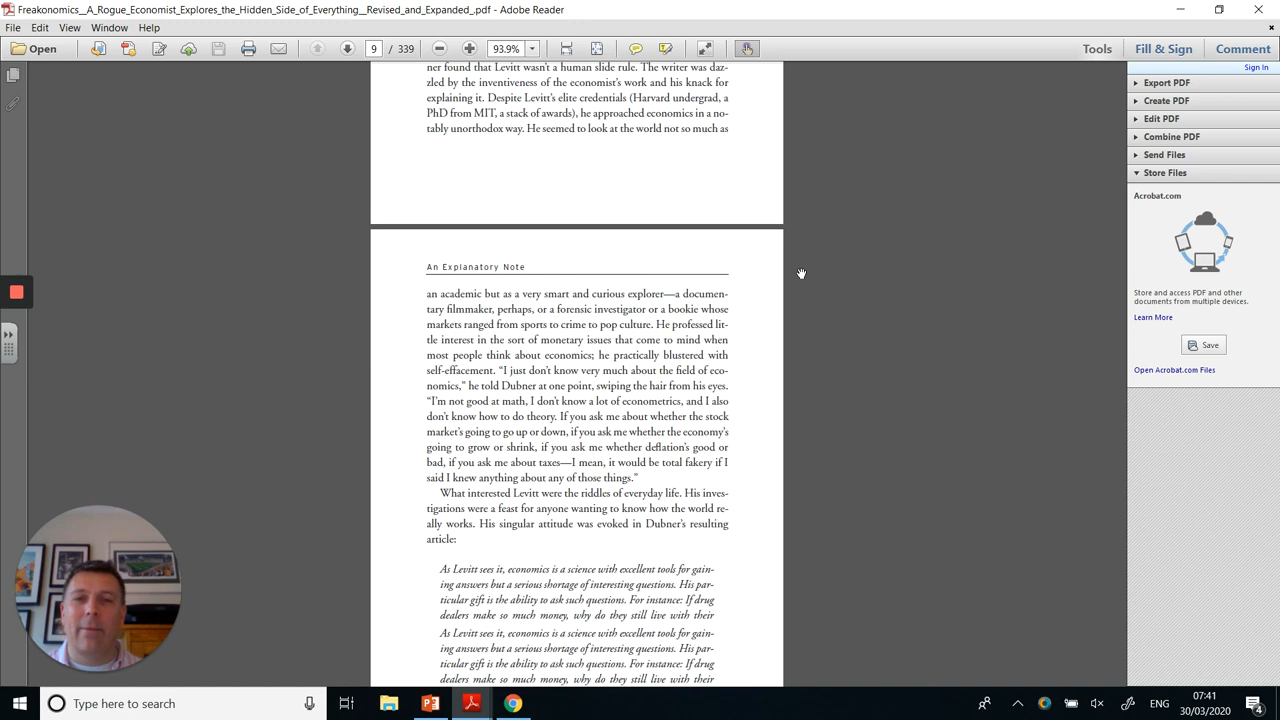 Freakonomics__A_Rogue_Economist_Explores_the_Hidden_Side_of_Everything__Revised_and_Expanded_.pdf - Adobe Reader
File Edit View Window Help
Open 9 / 339 93.9% Tools Fill & Sign Comment
Sign In
ner found that Levitt wasn’t a human slide rule. The writer was daz-
zled by the inventiveness of the economist’s work and his knack for
explaining it. Despite Levitt’s elite credentials (Harvard undergrad, a
PhD from MIT, a stack of awards), he approached economics in a no-
tably unorthodox way. He seemed to look at the world not so much as
An Explanatory Note
an academic but as a very smart and curious explorer—a documen-
tary filmmaker, perhaps, or a forensic investigator or a bookie whose
markets ranged from sports to crime to pop culture. He professed lit-
tle interest in the sort of monetary issues that come to mind when
most people think about economics; he practically blustered with
self-effacement. “I just don’t know very much about the field of eco-
nomics,” he told Dubner at one point, swiping the hair from his eyes.
“I’m not good at math, I don’t know a lot of econometrics, and I also
don’t know how to do theory. If you ask me about whether the stock
market’s going to go up or down, if you ask me whether the economy’s
going to grow or shrink, if you ask me whether deflation’s good or
bad, if you ask me about taxes—I mean, it would be total fakery if I
said I knew anything about any of those things.”
What interested Levitt were the riddles of everyday life. His inves-
tigations were a feast for anyone wanting to know how the world re-
ally works. His singular attitude was evoked in Dubner’s resulting
article:
As Levitt sees it, economics is a science with excellent tools for gain-
ing answers but a serious shortage of interesting questions. His par-
ticular gift is the ability to ask such questions. For instance: If drug
dealers make so much money, why do they still live with their
As Levitt sees it, economics is a science with excellent tools for gain-
ing answers but a serious shortage of interesting questions. His par-
ticular gift is the ability to ask such questions. For instance: If drug
dealers make so much money, why do they still live with their
Export PDF
Create PDF
Edit PDF
Combine PDF
Send Files
Store Files
Acrobat.com
Store and access PDF and other
documents from multiple devices.
Learn More
Save
Open Acrobat.com Files
Type here to search
ENG
07:41
30/03/2020
4